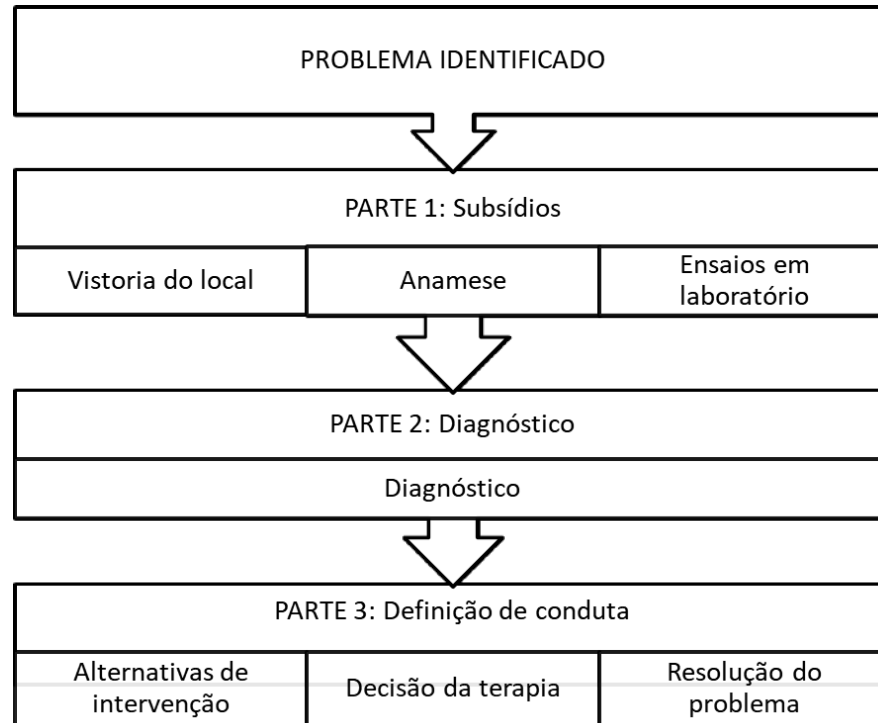 PROBLEMA IDENTIFICADO
PARTE 1: Subsídios
Vistoria do local
Anamese
Ensaios em
laboratório
PARTE 2: Diagnóstico
Diagnóstico
PARTE 3: Definição de conduta
Alternativas de
intervenção
Decisão da terapia
Resolução do
problema